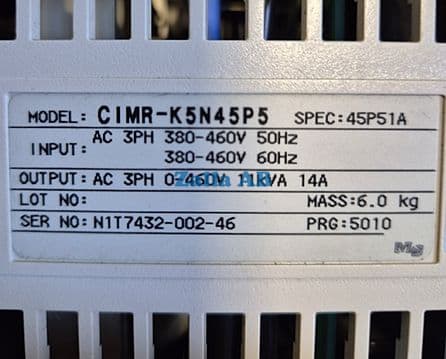 MODEL: CIMR-K5N45P5 SPEC:45P51A
INPUT: AC 3PH 380-460V 50Hz
380-460V 60Hz
OUTPUT: AC 3PH 0-460V 11KVA 14A
LOT NO: MASS:6.0 kg
SER NO: N1T7432-002-46 PRG:5010